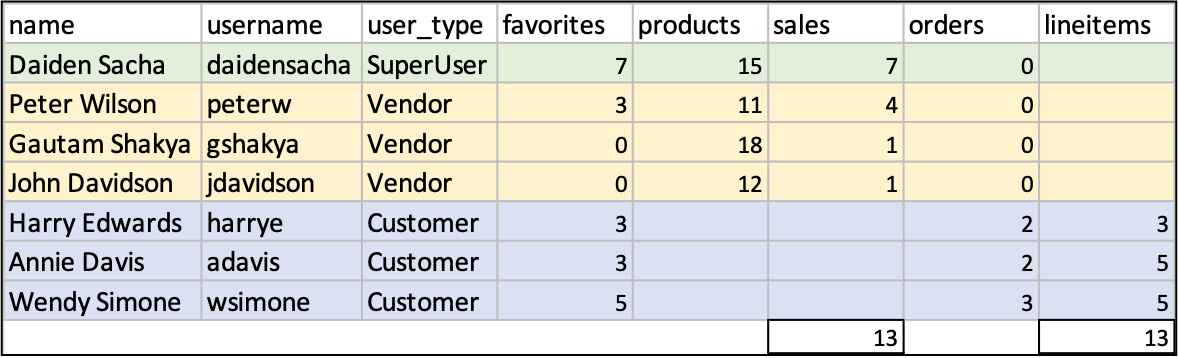 name username user_type favorites products sales orders lineitems
Daiden Sacha daidensacha SuperUser 7 15 7 0
Peter Wilson peterw Vendor 3 11 4 0
Gautam Shakya gshakya Vendor 0 18 1 0
John Davidson jdavidson Vendor 0 12 1 0
Harry Edwards harrye Customer 3 2 3
Annie Davis adavis Customer 3 2 5
Wendy Simone wsimone Customer 5 3 5
13 13